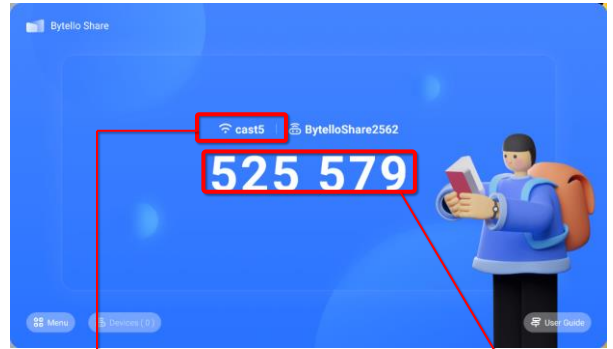 Bytello Share
cast5 BytelloShare2562
525 579
Menu Devices ( 0 ) User Guide